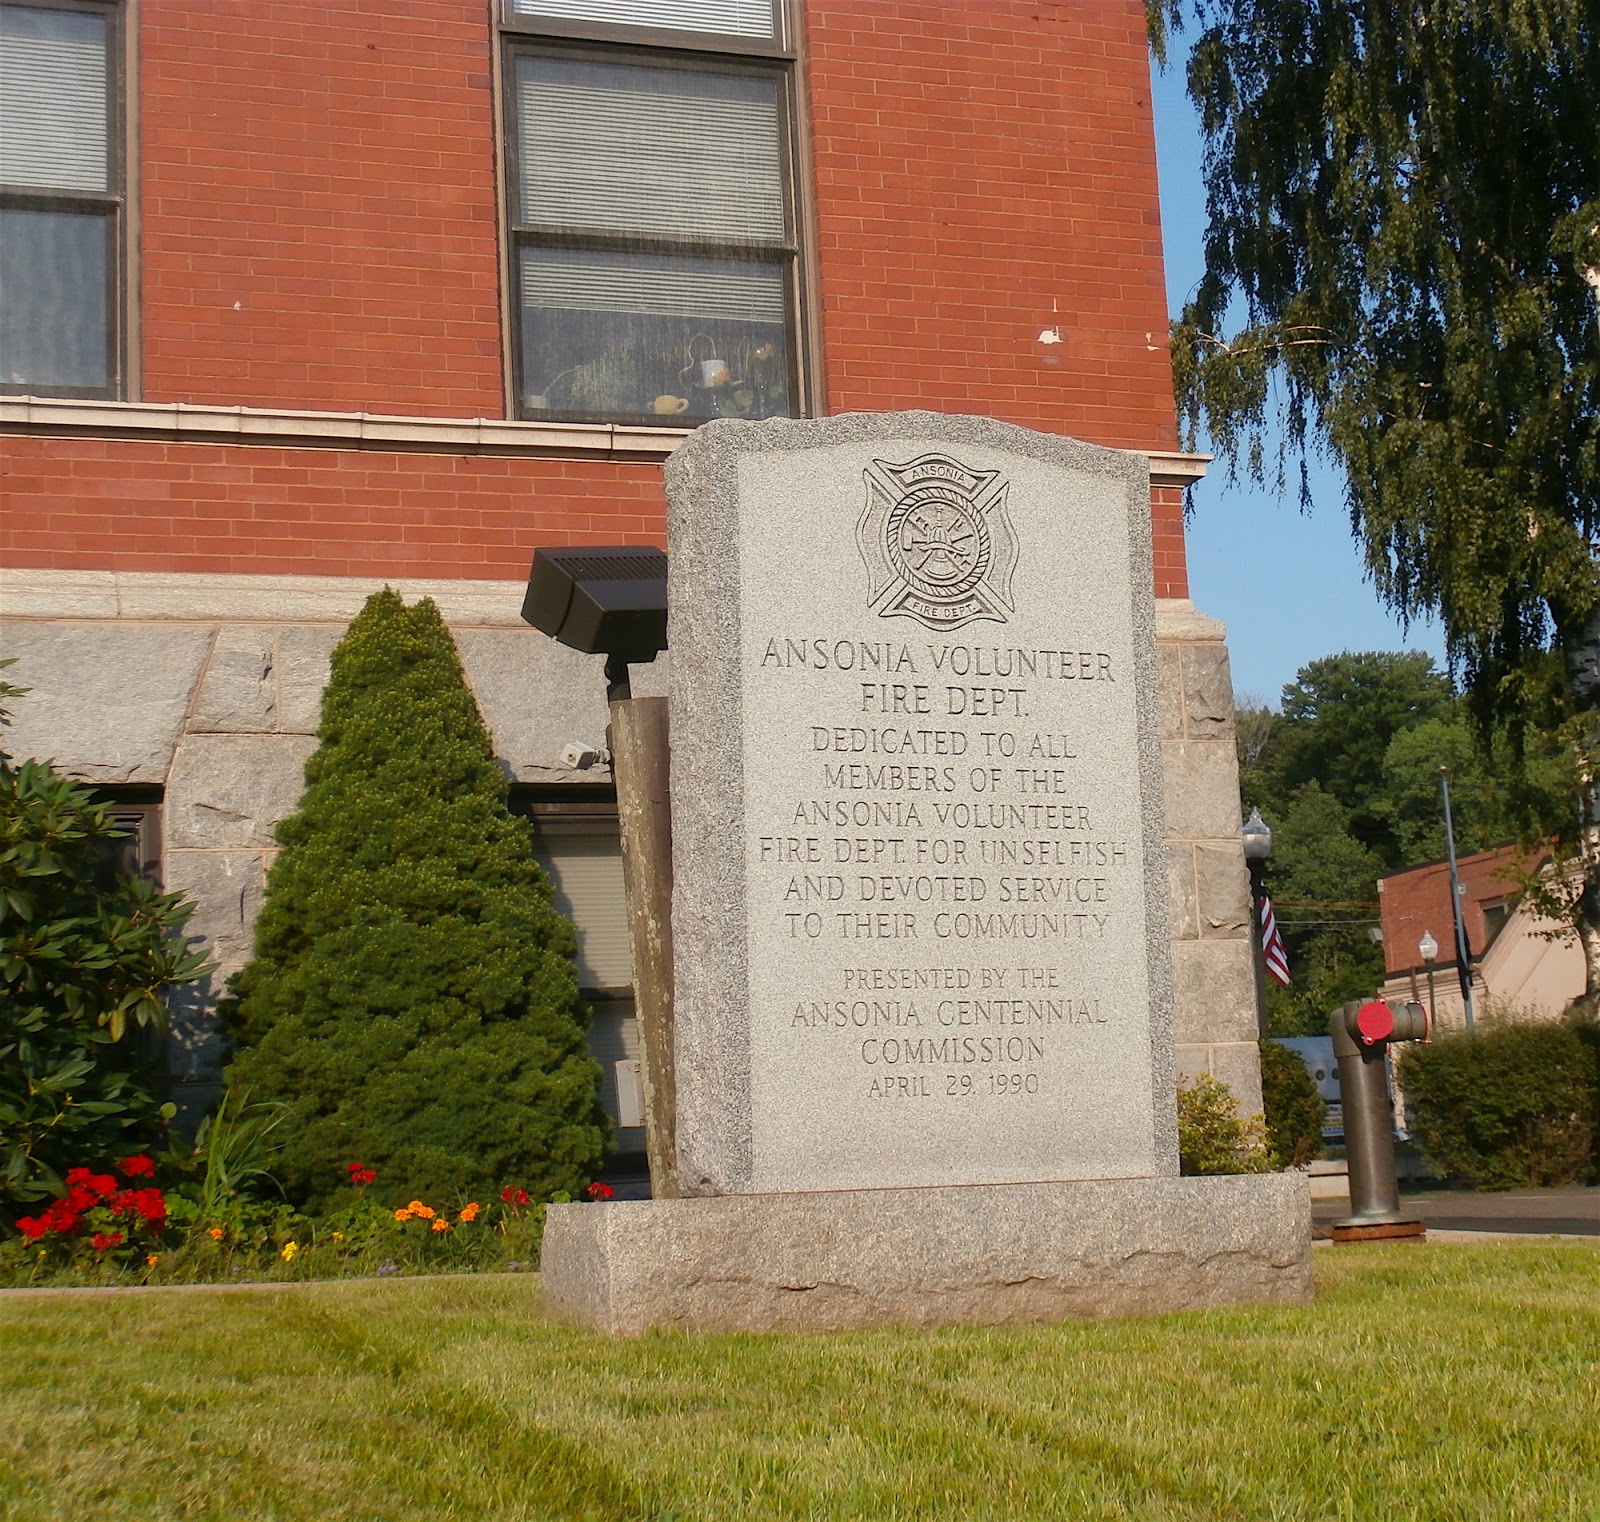 ANSONIA
FIRE DEPT.
ANSONIA VOLUNTEER
FIRE DEPT.
DEDICATED TO ALL
MEMBERS OF THE
ANSONIA VOLUNTEER
FIRE DEPT. FOR UNSELFISH
AND DEVOTED SERVICE
TO THEIR COMMUNITY
PRESENTED BY THE
ANSONIA CENTENNIAL
COMMISSION
APRIL 29, 1990